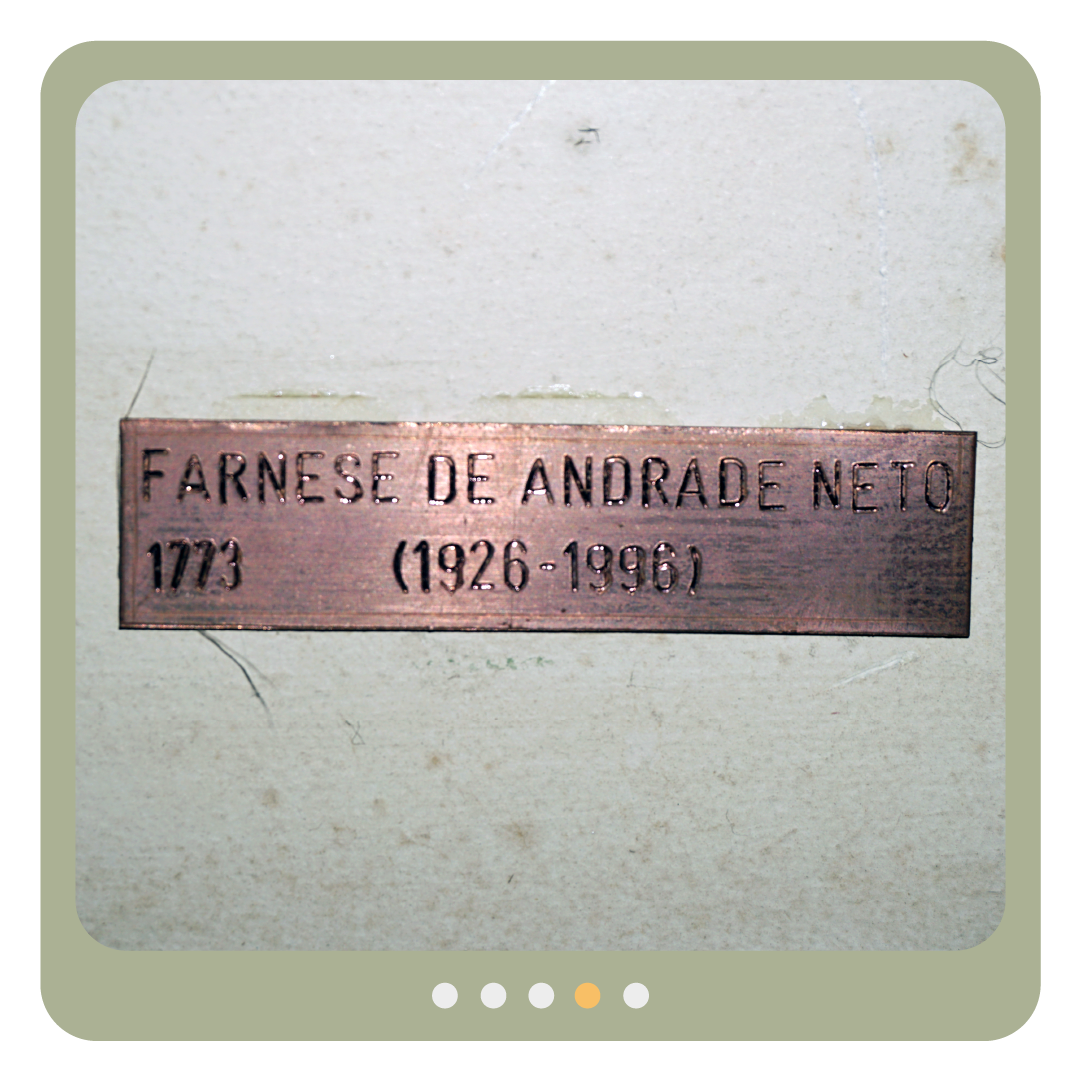 FARNESE DE ANDRADE NETO
1773 (1926-1996)